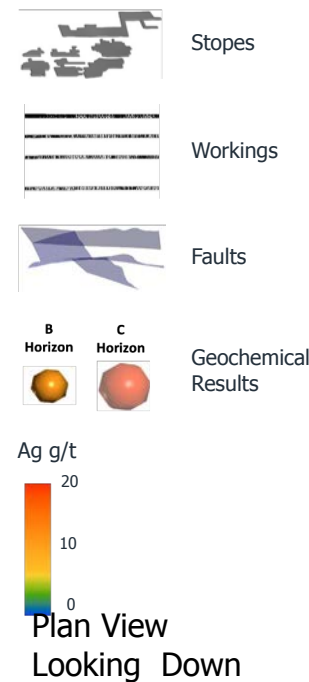 Stopes
Workings
Faults
B
Horizon
C
Horizon
Geochemical
Results
Ag g/t
20
10
0
Plan View
Looking Down